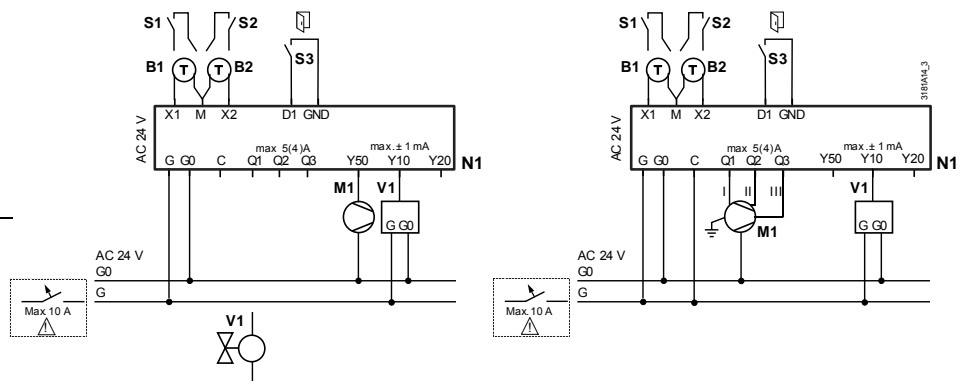 S1 S2
S3
B1 T T B2
X1 M X2 D1 GND
AC 24 V
max 5(4)A max.± 1 mA
G G0 C Q1 Q2 Q3 Y50 Y10 Y20
N1
M1 V1
G G0
AC 24 V
G0
G
Max. 10 A
V1
S1 S2
S3
B1 T T B2
3181A14_3
X1 M X2 D1 GND
AC 24 V
max 5(4)A max.± 1 mA
G G0 C Q1 Q2 Q3 Y50 Y10 Y20
N1
I II III
V1
M1
G G0
AC 24 V
G0
G
Max. 10 A